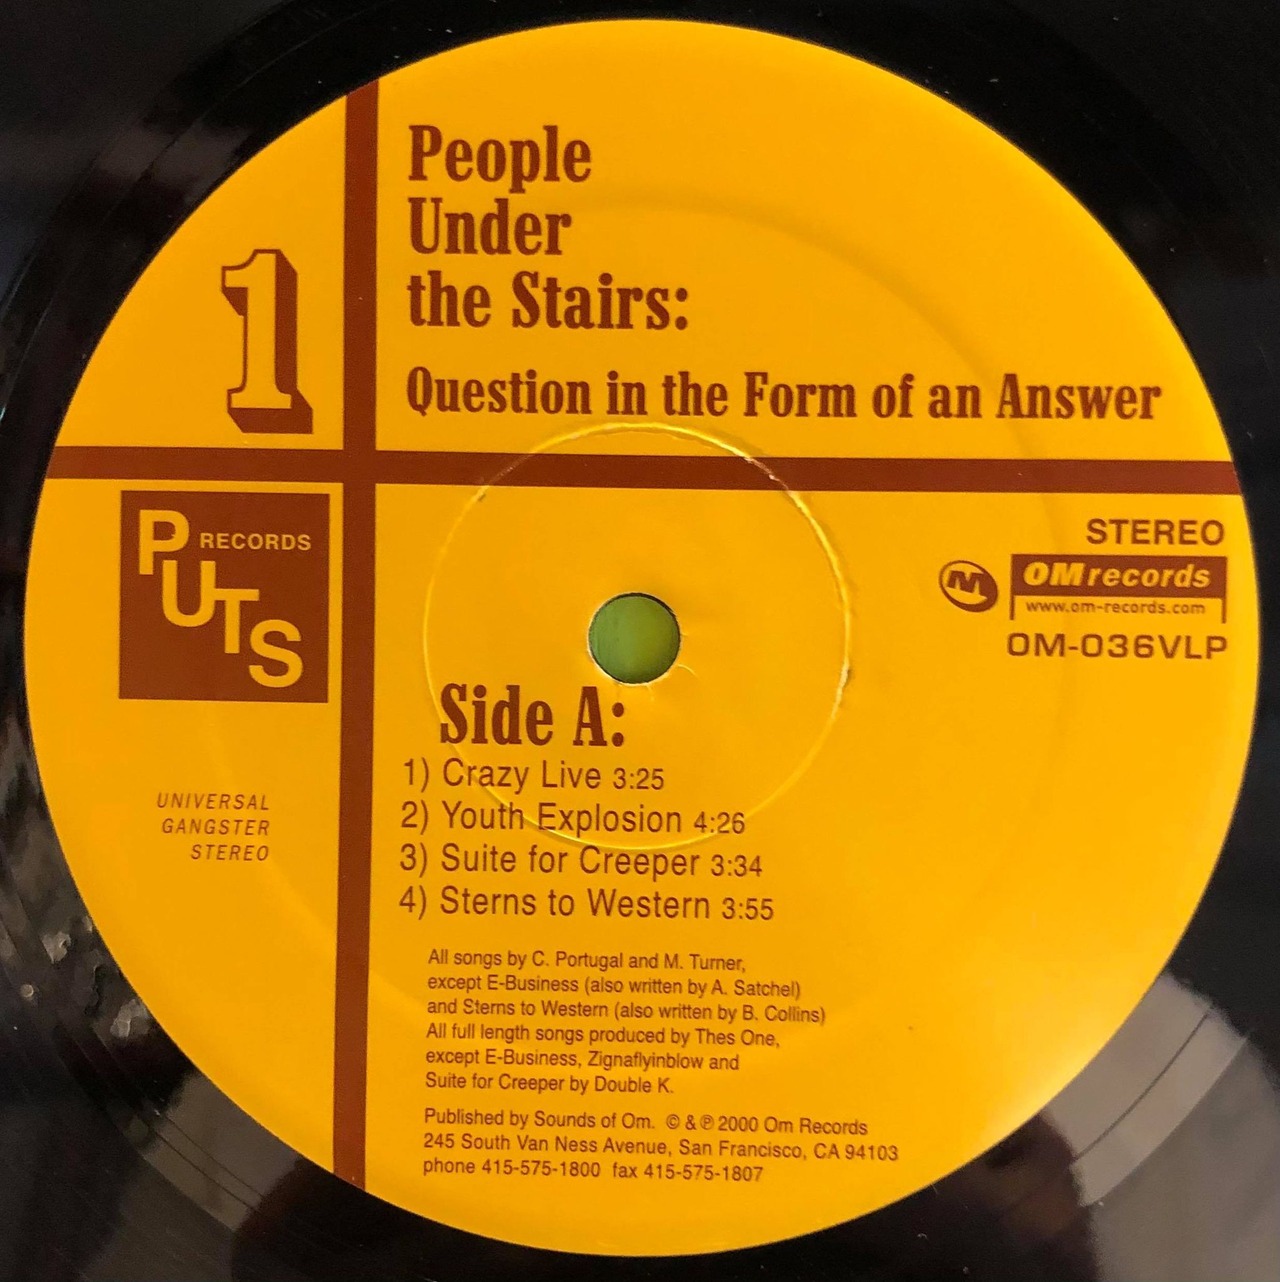 People
Under
the Stairs:
Question in the Form of an Answer
1
PUTS RECORDS
UNIVERSAL
GANGSTER
STEREO
STEREO
OMrecords
www.om-records.com
OM-036VLP
Side A:
1) Crazy Live 3:25
2) Youth Explosion 4:26
3) Suite for Creeper 3:34
4) Sterns to Western 3:55
All songs by C. Portugal and M. Turner,
except E-Business (also written by A. Satchel)
and Sterns to Western (also written by B. Collins)
All full length songs produced by Thes One,
except E-Business, Zignaflyinblow and
Suite for Creeper by Double K.
Published by Sounds of Om. © & ℗ 2000 Om Records
245 South Van Ness Avenue, San Francisco, CA 94103
phone 415-575-1800 fax 415-575-1807